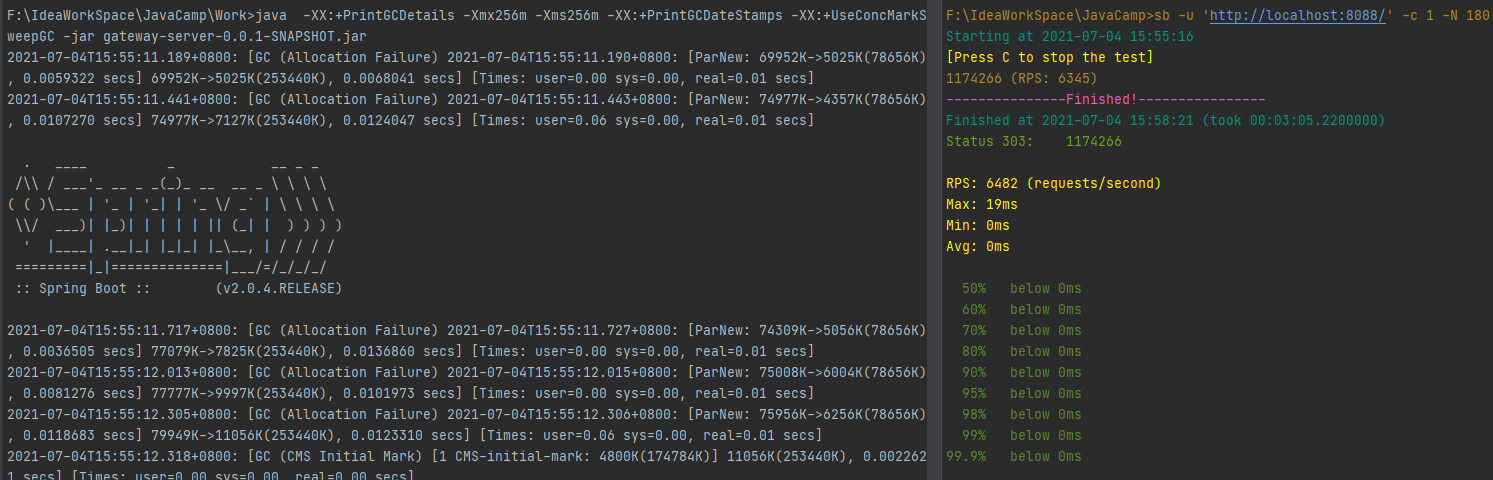 F:\IdeaWorkSpace\JavaCamp\Work>java  -XX:+PrintGCDetails -Xmx256m -Xms256m -XX:+PrintGCDateStamps -XX:+UseConcMarkS
weepGC -jar gateway-server-0.0.1-SNAPSHOT.jar
2021-07-04T15:55:11.189+0800: [GC (Allocation Failure) 2021-07-04T15:55:11.190+0800: [ParNew: 69952K->5025K(78656K)
, 0.0059322 secs] 69952K->5025K(253440K), 0.0068041 secs] [Times: user=0.00 sys=0.00, real=0.01 secs]
2021-07-04T15:55:11.441+0800: [GC (Allocation Failure) 2021-07-04T15:55:11.443+0800: [ParNew: 74977K->4357K(78656K)
, 0.0107270 secs] 74977K->7127K(253440K), 0.0124047 secs] [Times: user=0.06 sys=0.00, real=0.01 secs]
  .   ____          _            __ _ _
 /\\ / ___'_ __ _ _(_)_ __  __ _ \ \ \ \
( ( )\___ | '_ | '_| | '_ \/ _` | \ \ \ \
 \\/  ___)| |_)| | | | | || (_| |  ) ) ) )
  '  |____| .__|_| |_|_| |_\__, | / / / /
 =========|_|==============|___/=/_/_/_/
 :: Spring Boot ::        (v2.0.4.RELEASE)
2021-07-04T15:55:11.717+0800: [GC (Allocation Failure) 2021-07-04T15:55:11.727+0800: [ParNew: 74309K->5056K(78656K)
, 0.0036505 secs] 77079K->7825K(253440K), 0.0136860 secs] [Times: user=0.00 sys=0.00, real=0.01 secs]
2021-07-04T15:55:12.013+0800: [GC (Allocation Failure) 2021-07-04T15:55:12.015+0800: [ParNew: 75008K->6004K(78656K)
, 0.0081276 secs] 77777K->9997K(253440K), 0.0101973 secs] [Times: user=0.00 sys=0.00, real=0.01 secs]
2021-07-04T15:55:12.305+0800: [GC (Allocation Failure) 2021-07-04T15:55:12.306+0800: [ParNew: 75956K->6256K(78656K)
, 0.0118683 secs] 79949K->11056K(253440K), 0.0123310 secs] [Times: user=0.06 sys=0.00, real=0.01 secs]
2021-07-04T15:55:12.318+0800: [GC (CMS Initial Mark) [1 CMS-initial-mark: 4800K(174784K)] 11056K(253440K), 0.002262
1 secs] [Times: user=0.00 sys=0.00, real=0.00 secs]
F:\IdeaWorkSpace\JavaCamp>sb -u 'http://localhost:8088/' -c 1 -N 180
Starting at 2021-07-04 15:55:16
[Press C to stop the test]
1174266 (RPS: 6345)
---------------Finished!----------------
Finished at 2021-07-04 15:58:21 (took 00:03:05.2200000)
Status 303:    1174266
RPS: 6482 (requests/second)
Max: 19ms
Min: 0ms
Avg: 0ms
  50%   below 0ms
  60%   below 0ms
  70%   below 0ms
  80%   below 0ms
  90%   below 0ms
  95%   below 0ms
  98%   below 0ms
  99%   below 0ms
99.9%   below 0ms